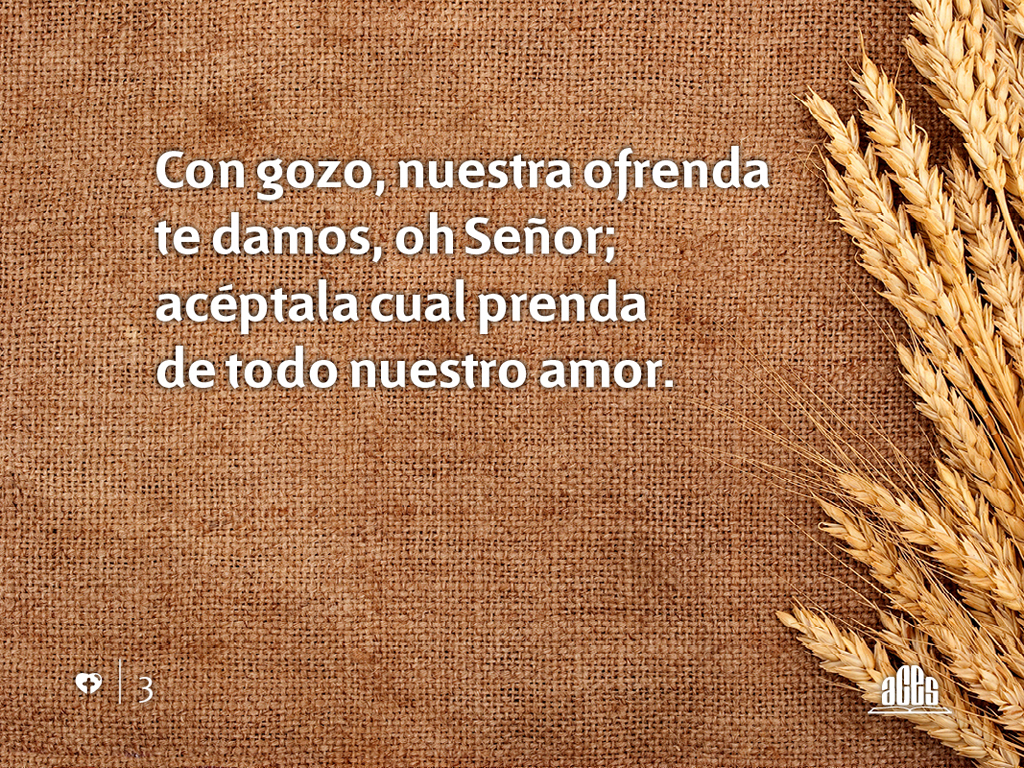 Con gozo, nuestra ofrenda
te damos, oh Señor;
acéptala cual prenda
de todo nuestro amor.
3
aces